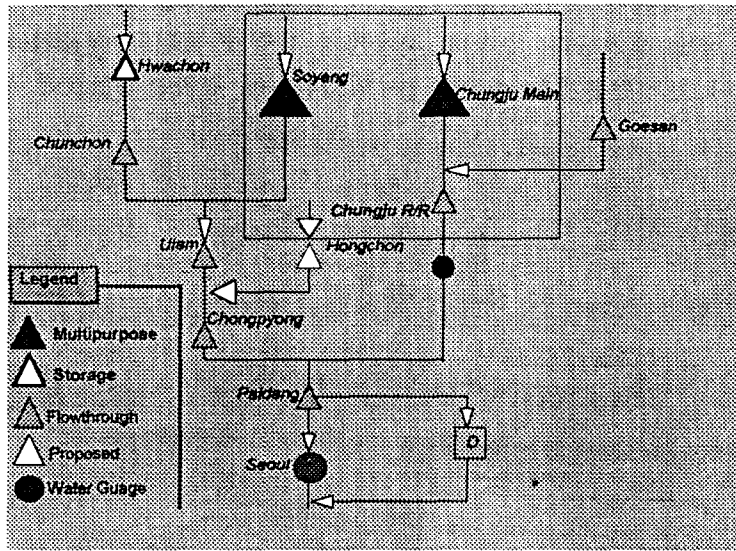 Hwachon
Soyang
Chungju Main
Goesan
Chunchon
Chungju R/R
Uiam
Hongchon
Legend
Chongpyong
Multipurpose
Storage
Paldang
Flowthrough
D
Proposed
Seoul
Water Guage